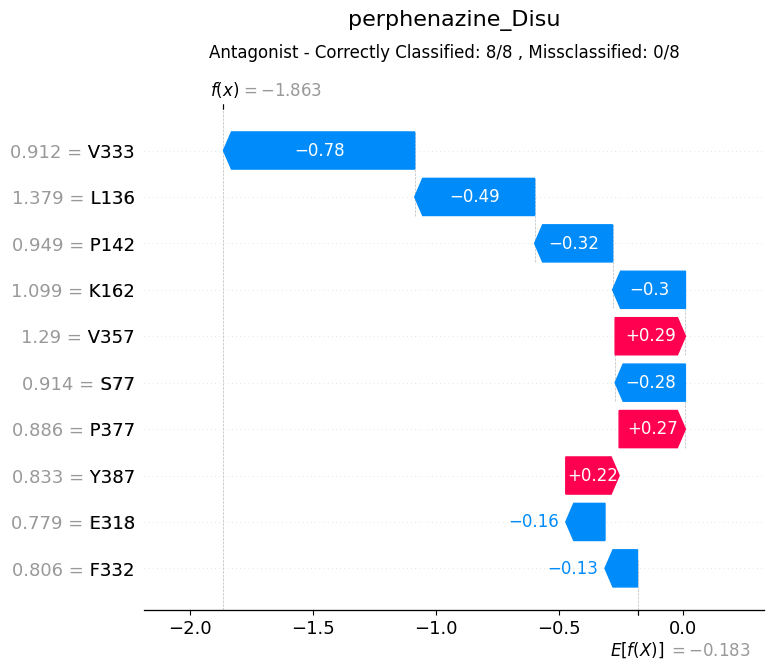 perphenazine_Disu
Antagonist - Correctly Classified: 8/8 , Missclassified: 0/8
f(x) = −1.863
0.912 = V333 −0.78
1.379 = L136 −0.49
0.949 = P142 −0.32
1.099 = K162 −0.3
1.29 = V357 +0.29
0.914 = S77 −0.28
0.886 = P377 +0.27
0.833 = Y387 +0.22
0.779 = E318 −0.16
0.806 = F332 −0.13
−2.0 −1.5 −1.0 −0.5 0.0
E[f(X)] = −0.183